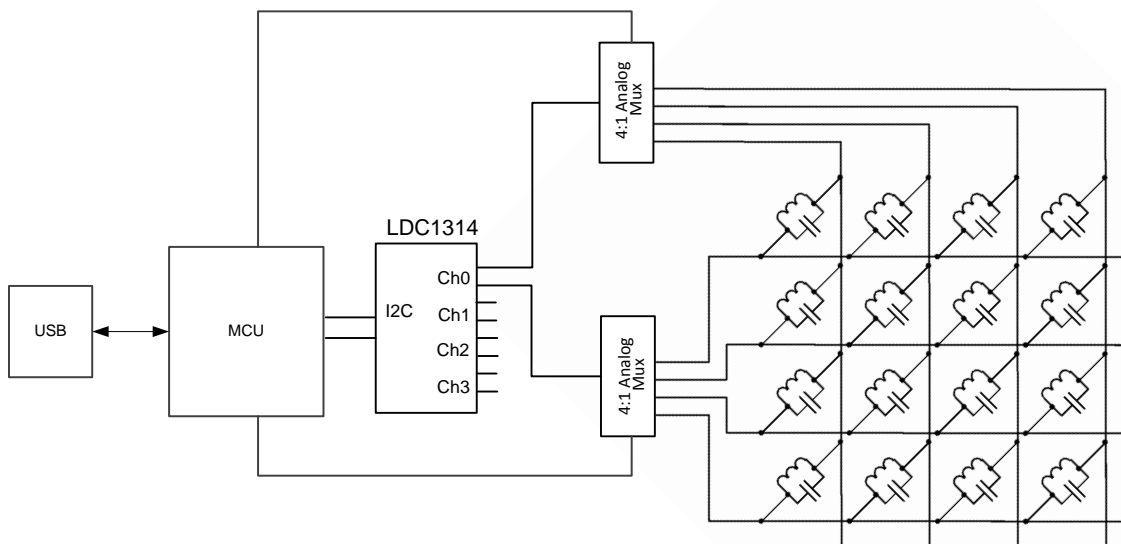 4:1 Analog
Mux
LDC1314
Ch0
I2C
Ch1
USB
MCU
Ch2
Ch3
4:1 Analog
Mux